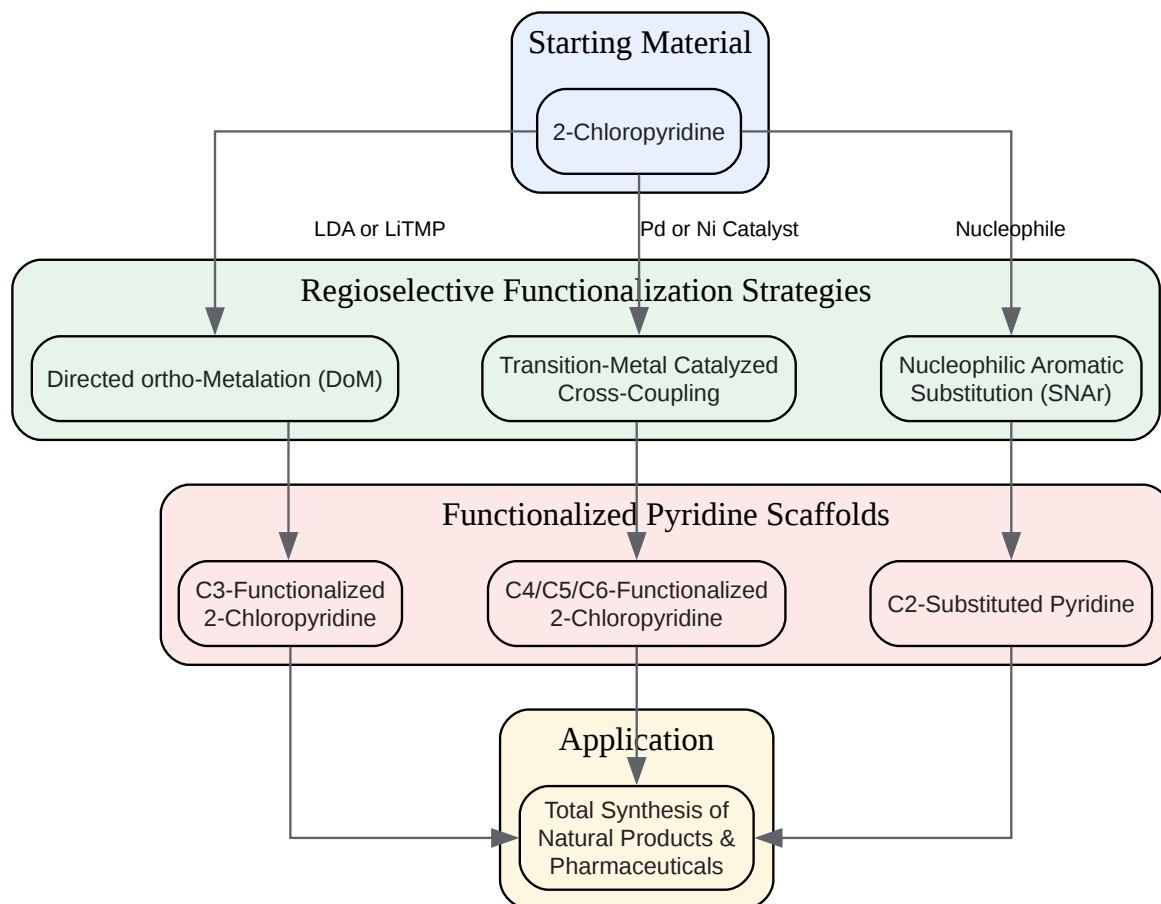 Starting Material
2-Chloropyridine
LDA or LiTMP
Pd or Ni Catalyst
Nucleophile
Regioselective Functionalization Strategies
Directed ortho-Metalation (DoM)
Transition-Metal Catalyzed
Cross-Coupling
Nucleophilic Aromatic
Substitution (SNAr)
Functionalized Pyridine Scaffolds
C3-Functionalized
2-Chloropyridine
C4/C5/C6-Functionalized
2-Chloropyridine
C2-Substituted Pyridine
Application
Total Synthesis of
Natural Products &
Pharmaceuticals